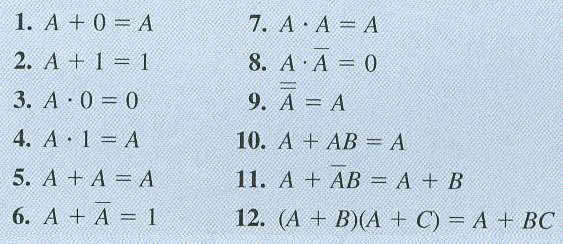 1. A + 0 = A
2. A + 1 = 1
3. A · 0 = 0
4. A · 1 = A
5. A + A = A
6. A + A̅ = 1
7. A · A = A
8. A · A̅ = 0
9. A̿ = A
10. A + AB = A
11. A + A̅B = A + B
12. (A + B)(A + C) = A + BC